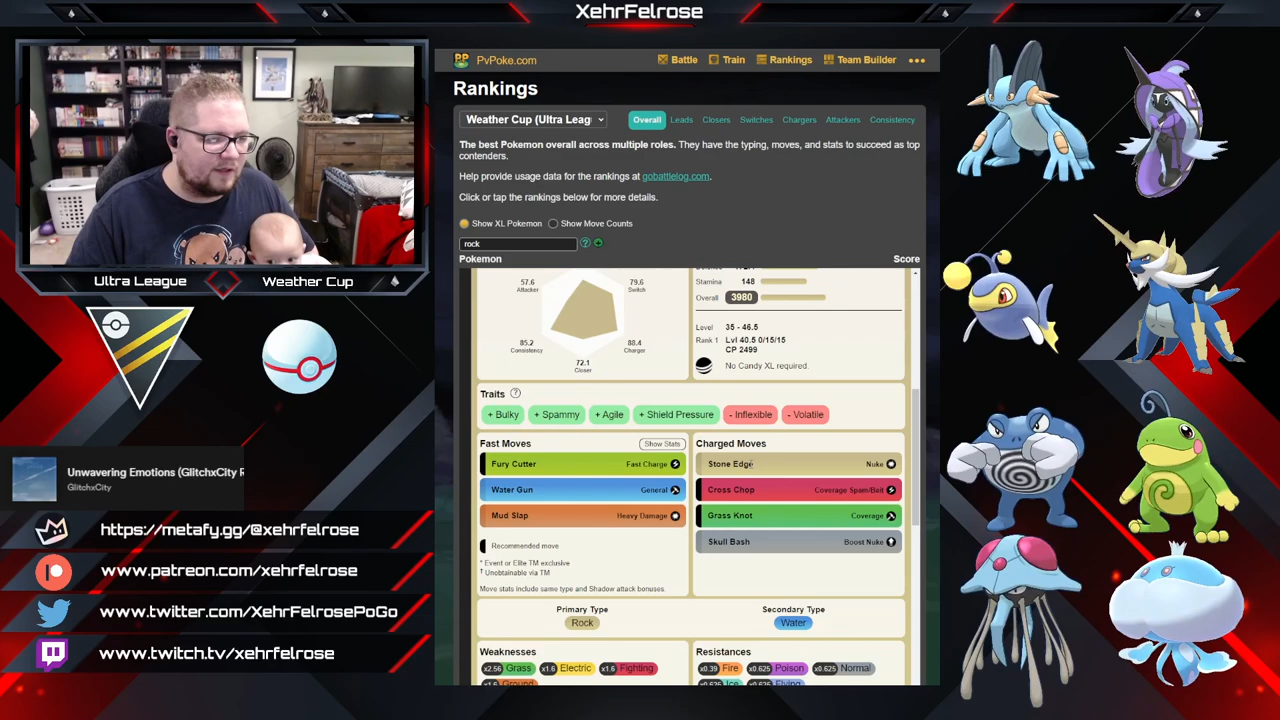 XehrFelrose
PvPoke.com
Battle
Train
Rankings
Team Builder
Rankings
Weather Cup (Ultra Leag
Overall
Leads
Closers
Switches
Chargers
Attackers
Consistency
The best Pokemon overall across multiple roles. They have the typing, moves, and stats to succeed as top
contenders.
Help provide usage data for the rankings at gobattlelog.com.
Click or tap the rankings below for more details.
Show XL Pokemon
Show Move Counts
rock
?
Pokemon
Score
57.6
Attacker
79.6
Switch
85.2
Consistency
88.4
Charger
72.1
Closer
Stamina 148
Overall 3980
Level 35 - 46.5
Rank 1 Lvl 40.5 0/15/15
CP 2499
No Candy XL required.
Traits ?
+ Bulky
+ Spammy
+ Agile
+ Shield Pressure
- Inflexible
- Volatile
Fast Moves
Show Stats
Fury Cutter Fast Charge
Water Gun General
Mud Slap Heavy Damage
Recommended move
* Event or Elite TM exclusive
† Unobtainable via TM
Move stats include same type and Shadow attack bonuses.
Charged Moves
Stone Edge Nuke
Cross Chop Coverage Spam/Bait
Grass Knot Coverage
Skull Bash Boost Nuke
Primary Type
Rock
Secondary Type
Water
Weaknesses
x2.56 Grass
x1.6 Electric
x1.6 Fighting
x1.6 Ground
Resistances
x0.39 Fire
x0.625 Poison
x0.625 Normal
x0.625 Ice
x0.625 Flying
Ultra League
Weather Cup
Unwavering Emotions (GlitchxCity R
GlitchxCity
https://metafy.gg/@xehrfelrose
www.patreon.com/xehrfelrose
www.twitter.com/XehrFelrosePoGo
www.twitch.tv/xehrfelrose